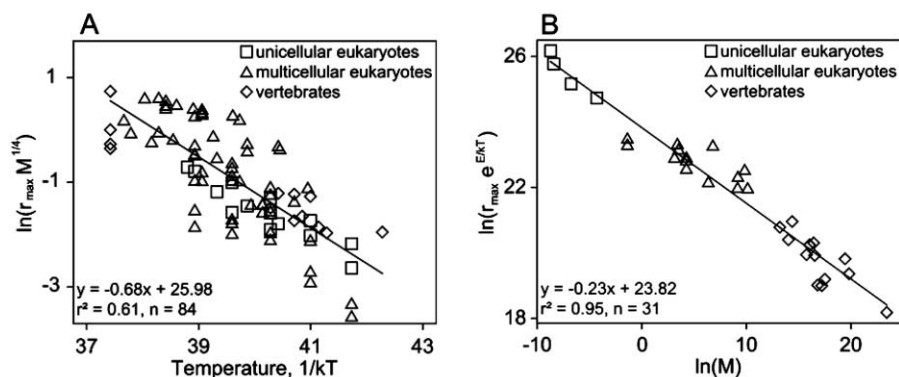 A
unicellular eukaryotes
multicellular eukaryotes
vertebrates
ln(r_max M^1/4)
1
-1
-3
y = -0.68x + 25.98
r² = 0.61, n = 84
37 39 41 43
Temperature, 1/kT
B
unicellular eukaryotes
multicellular eukaryotes
vertebrates
ln(r_max e^E/kT)
26
22
18
y = -0.23x + 23.82
r² = 0.95, n = 31
-10 0 10 20
ln(M)